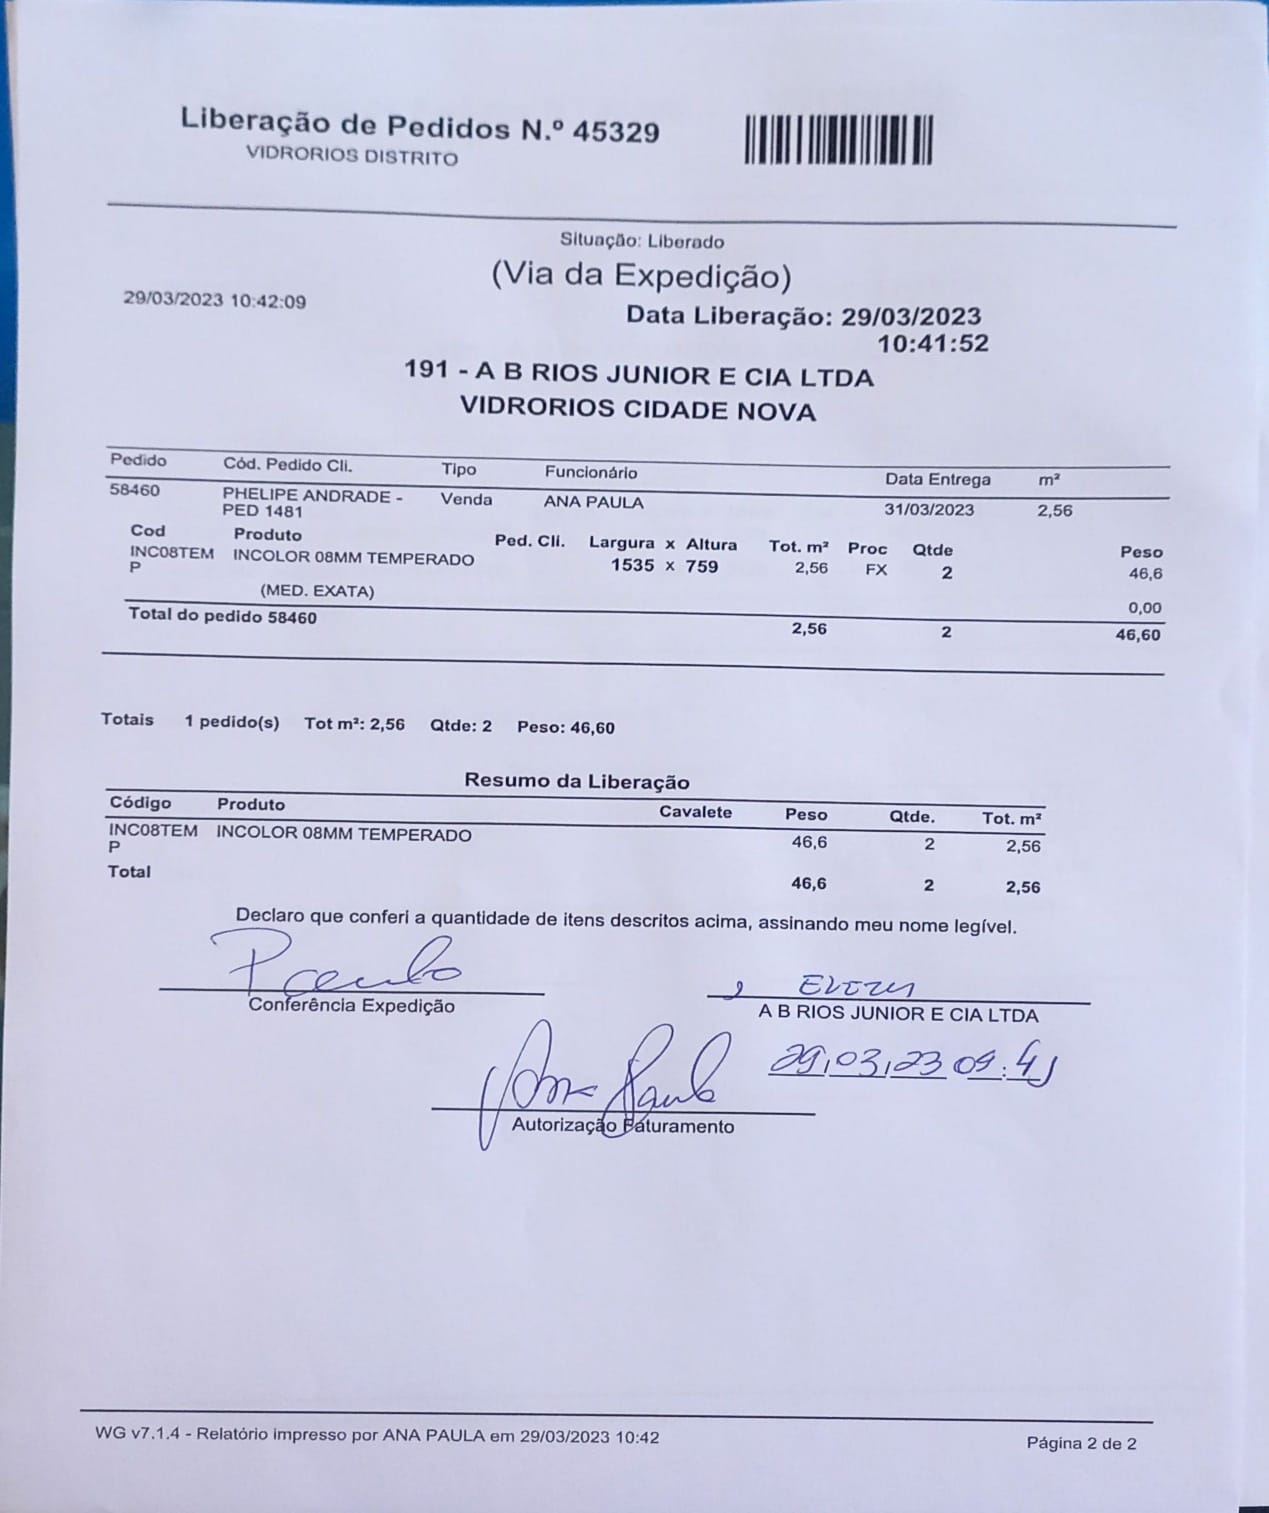 Liberação de Pedidos N.º 45329
VIDRORIOS DISTRITO
Situação: Liberado
(Via da Expedição)
29/03/2023 10:42:09
Data Liberação: 29/03/2023
10:41:52
191 - A B RIOS JUNIOR E CIA LTDA
VIDRORIOS CIDADE NOVA
Pedido Cód. Pedido Cli. Tipo Funcionário Data Entrega m²
58460 PHELIPE ANDRADE - Venda ANA PAULA 31/03/2023 2,56
PED 1481
Cod Produto Ped. Cli. Largura x Altura Tot. m² Proc Qtde Peso
INC08TEM INCOLOR 08MM TEMPERADO 1535 x 759 2,56 FX 2 46,6
P
(MED. EXATA) 0,00
Total do pedido 58460 2,56 2 46,60
Totais 1 pedido(s) Tot m²: 2,56 Qtde: 2 Peso: 46,60
Resumo da Liberação
Código Produto Cavalete Peso Qtde. Tot. m²
INC08TEM INCOLOR 08MM TEMPERADO 46,6 2 2,56
P
Total 46,6 2 2,56
Declaro que conferi a quantidade de itens descritos acima, assinando meu nome legível.
Paulo
Conferência Expedição
A B RIOS JUNIOR E CIA LTDA
29,03,23 09:41
Ana Paula
Autorização Faturamento
WG v7.1.4 - Relatório impresso por ANA PAULA em 29/03/2023 10:42
Página 2 de 2